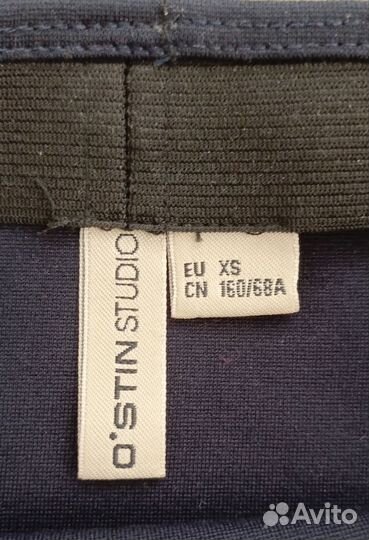 O'STIN STUDIO
EU XS
CN 160/68A
Avito